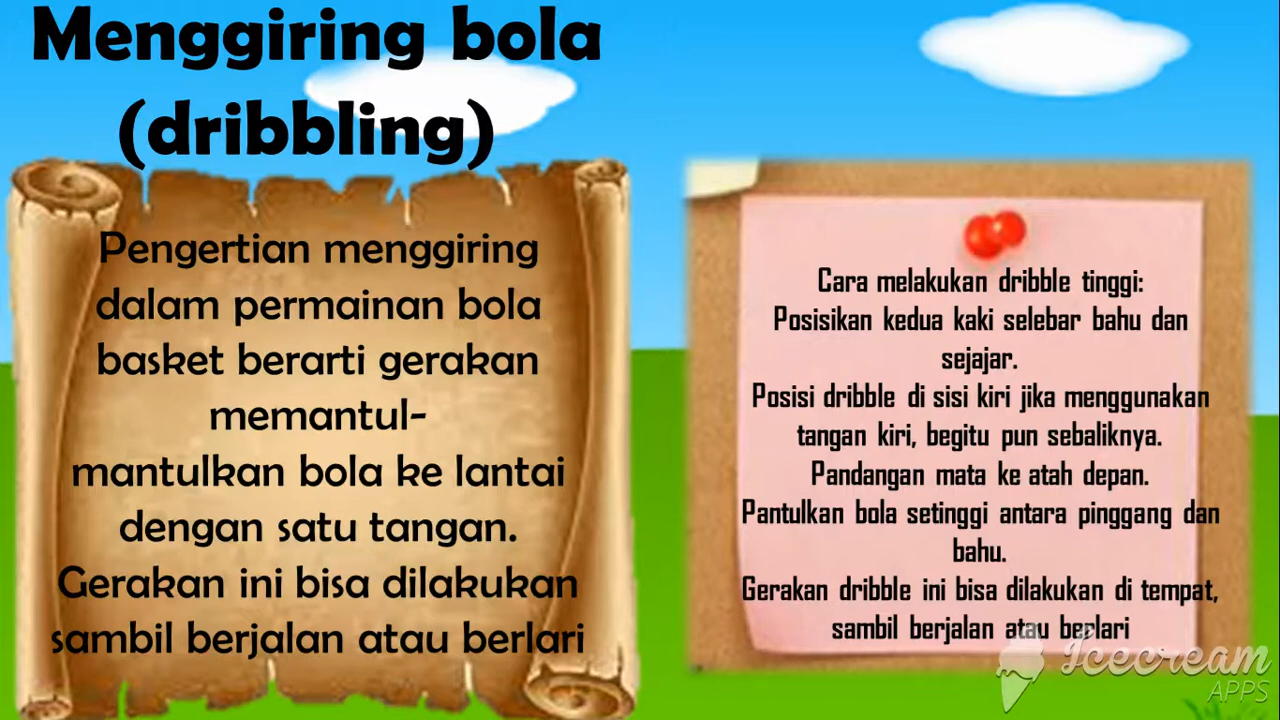 Menggiring bola
(dribbling)
Pengertian menggiring
dalam permainan bola
basket berarti gerakan
memantul-
mantulkan bola ke lantai
dengan satu tangan.
Gerakan ini bisa dilakukan
sambil berjalan atau berlari
Cara melakukan dribble tinggi:
Posisikan kedua kaki selebar bahu dan
sejajar.
Posisi dribble di sisi kiri jika menggunakan
tangan kiri, begitu pun sebaliknya.
Pandangan mata ke atah depan.
Pantulkan bola setinggi antara pinggang dan
bahu.
Gerakan dribble ini bisa dilakukan di tempat,
sambil berjalan atau berlari
Icecream
APPS